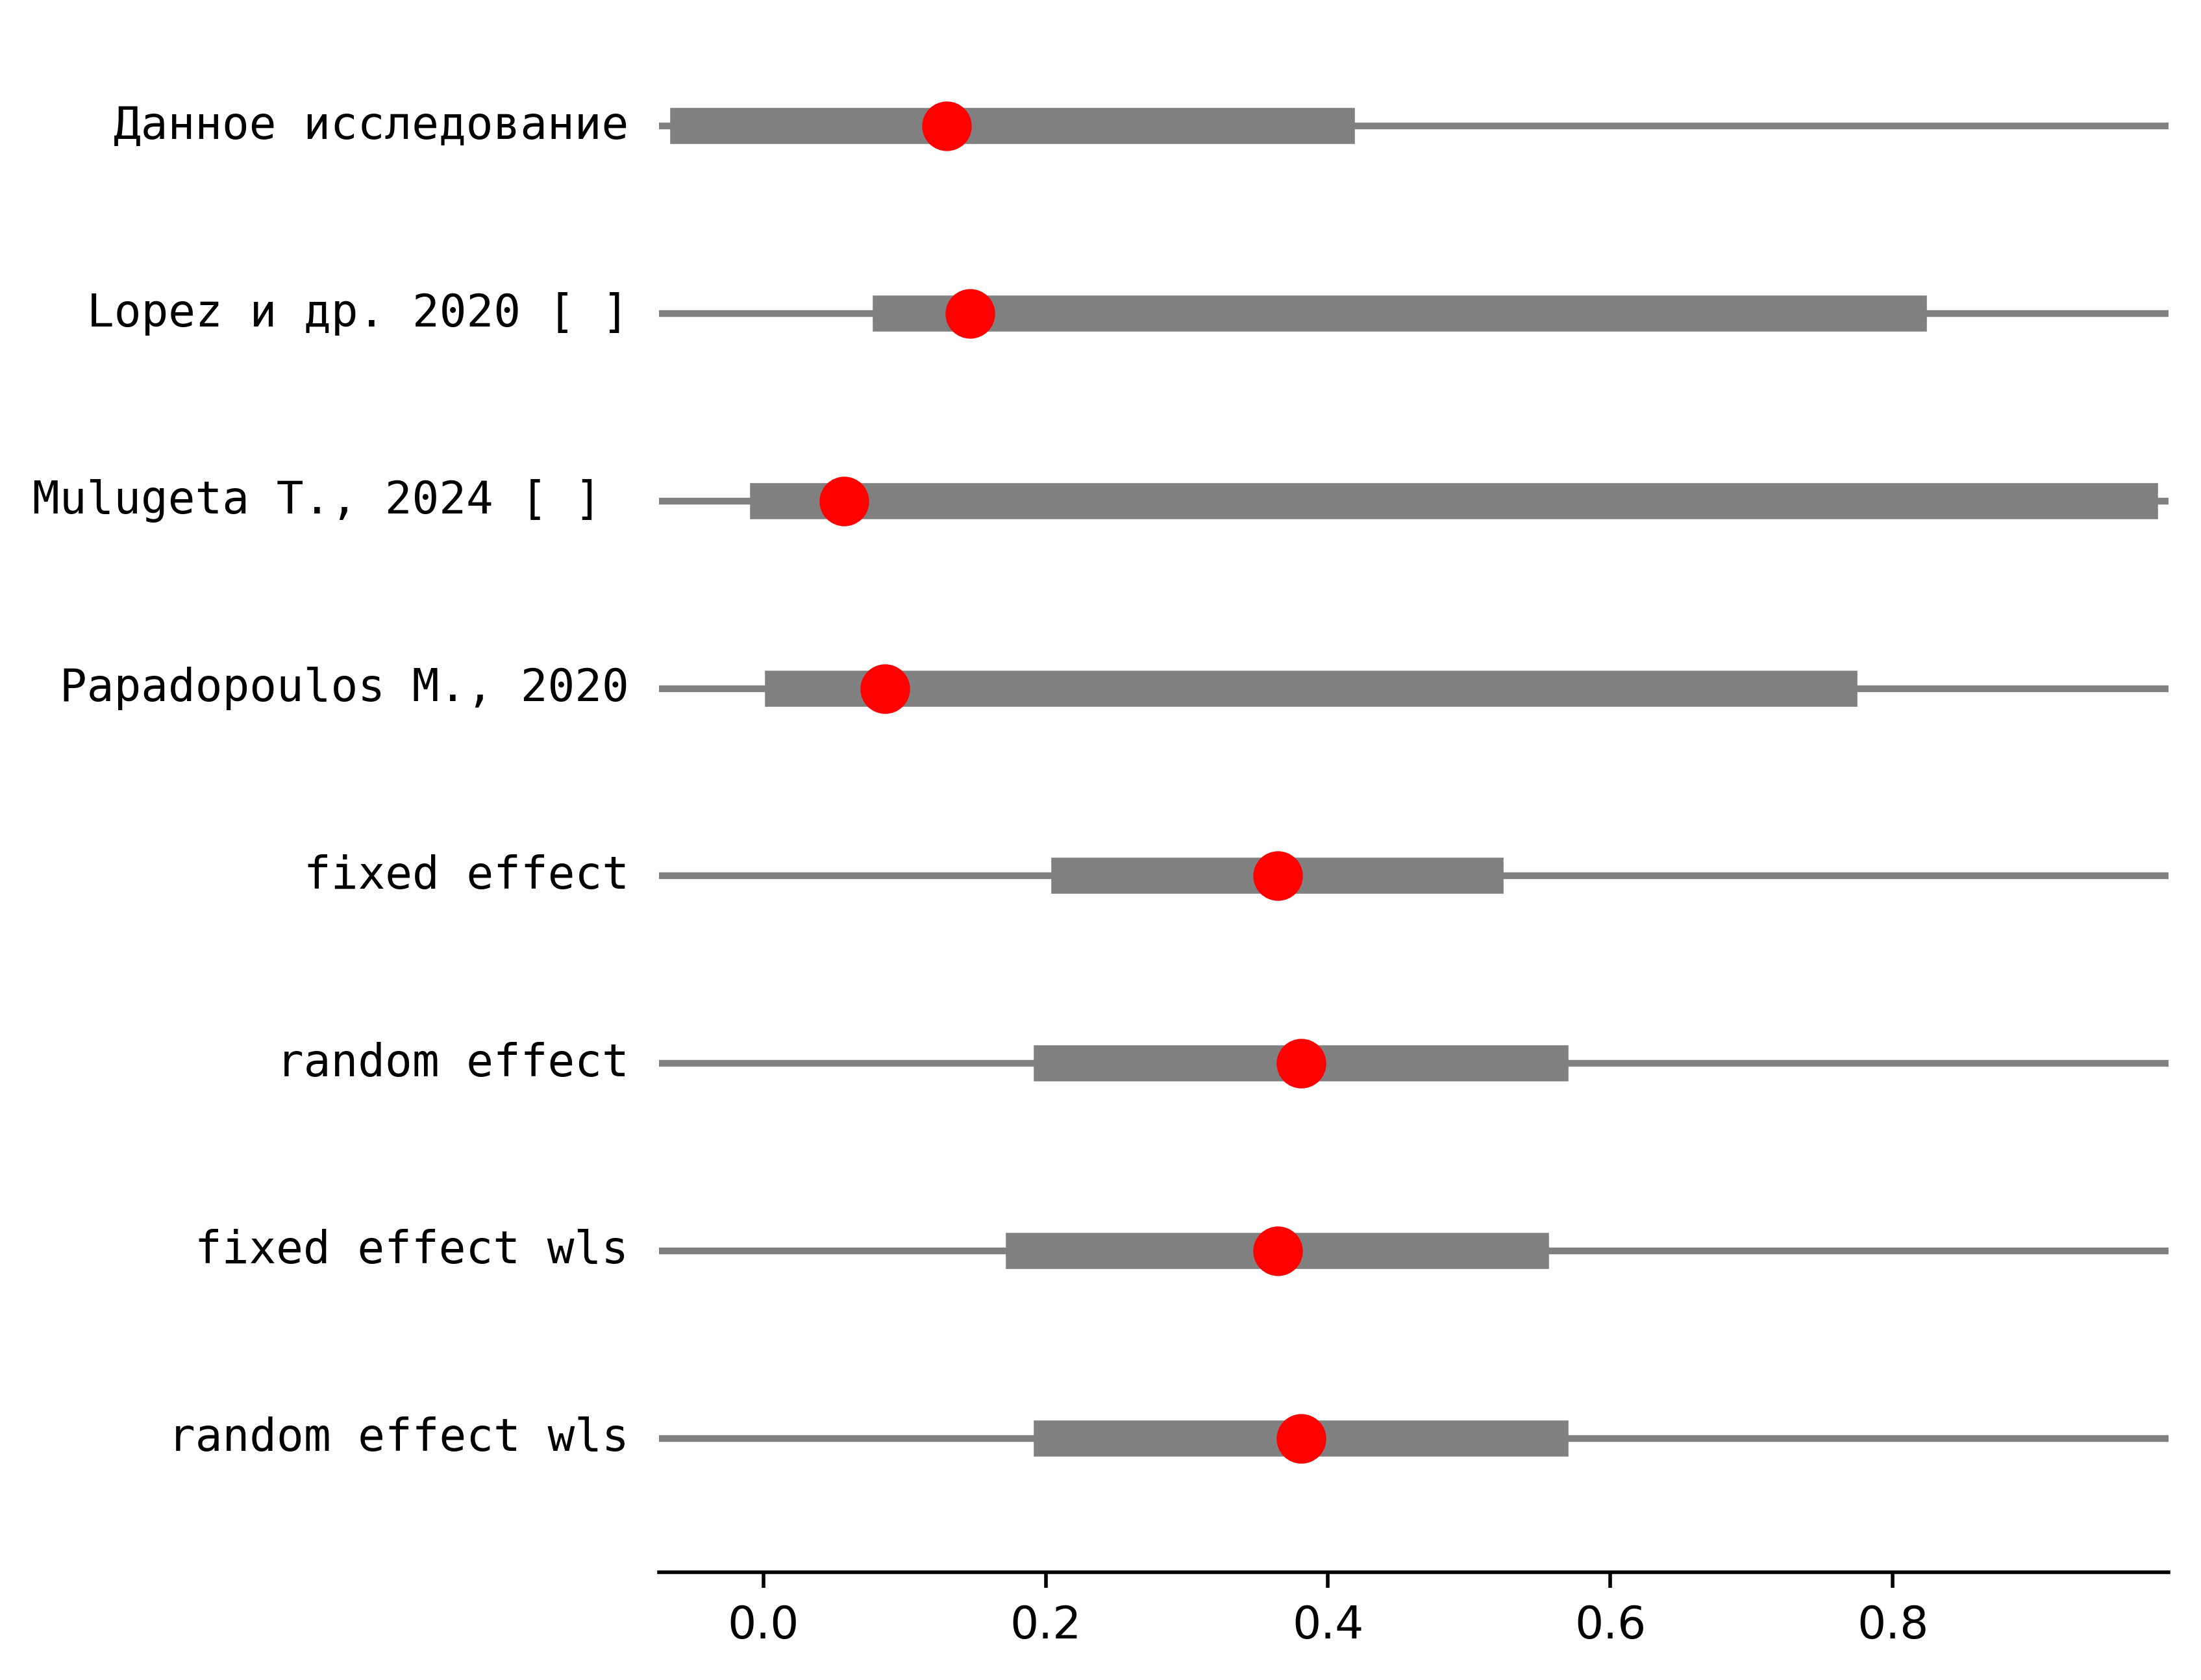 Данное исследование
Lopez и др. 2020 [ ]
Mulugeta T., 2024 [ ]
Papadopoulos M., 2020
fixed effect
random effect
fixed effect wls
random effect wls
0.0 0.2 0.4 0.6 0.8